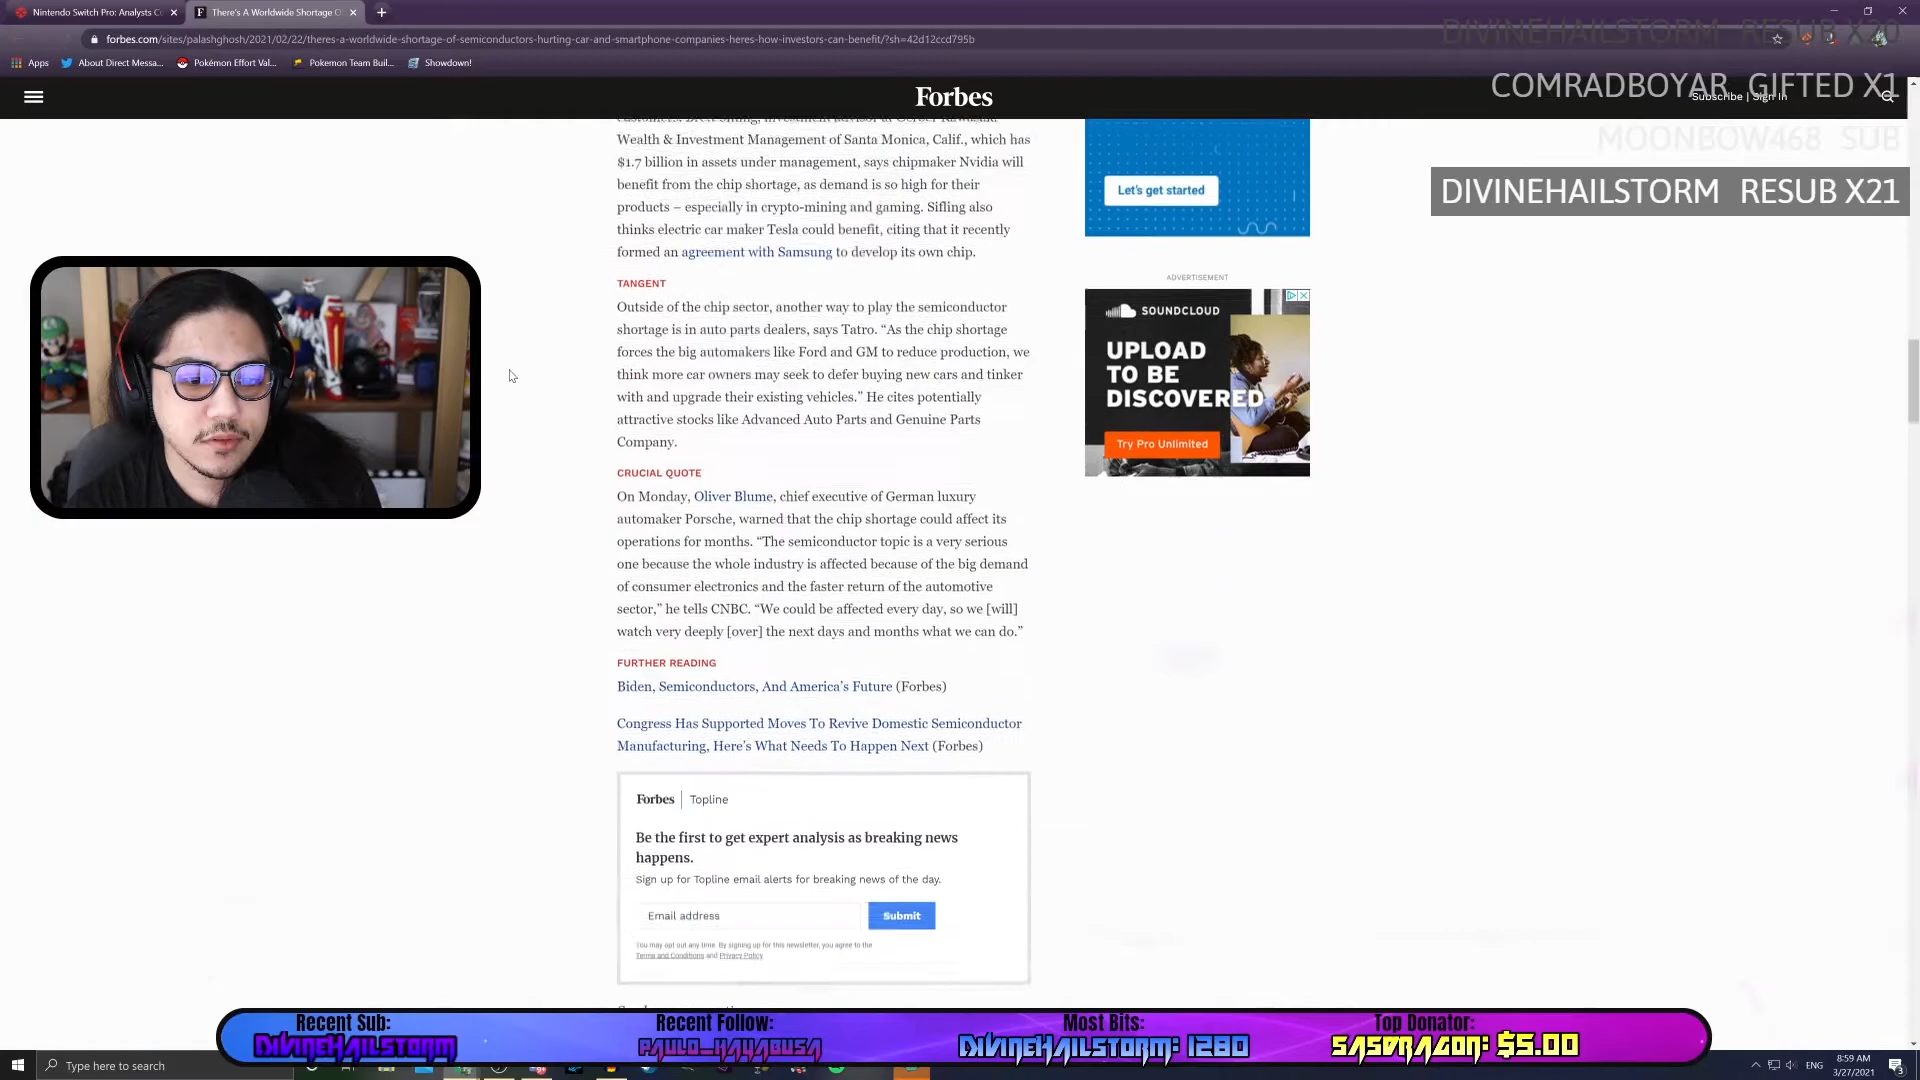 Nintendo Switch Pro: Analysts Co
There's A Worldwide Shortage O
forbes.com/sites/palashghosh/2021/02/22/theres-a-worldwide-shortage-of-semiconductors-hurting-car-and-smartphone-companies-heres-how-investors-can-benefit/?sh=42d12ccd795b
DIVINEHAILSTORM RESUB X20
Apps
About Direct Messa...
Pokémon Effort Val...
Pokemon Team Buil...
Showdown!
Forbes
Subscribe | Sign In
COMRADBOYAR GIFTED X1
MOONBOW468 SUB
DIVINEHAILSTORM RESUB X21
Wealth & Investment Management of Santa Monica, Calif., which has
$1.7 billion in assets under management, says chipmaker Nvidia will
benefit from the chip shortage, as demand is so high for their
products – especially in crypto-mining and gaming. Sifling also
thinks electric car maker Tesla could benefit, citing that it recently
formed an agreement with Samsung to develop its own chip.
TANGENT
Outside of the chip sector, another way to play the semiconductor
shortage is in auto parts dealers, says Tatro. “As the chip shortage
forces the big automakers like Ford and GM to reduce production, we
think more car owners may seek to defer buying new cars and tinker
with and upgrade their existing vehicles.” He cites potentially
attractive stocks like Advanced Auto Parts and Genuine Parts
Company.
CRUCIAL QUOTE
On Monday, Oliver Blume, chief executive of German luxury
automaker Porsche, warned that the chip shortage could affect its
operations for months. “The semiconductor topic is a very serious
one because the whole industry is affected because of the big demand
of consumer electronics and the faster return of the automotive
sector,” he tells CNBC. “We could be affected every day, so we [will]
watch very deeply [over] the next days and months what we can do.”
FURTHER READING
Biden, Semiconductors, And America’s Future (Forbes)
Congress Has Supported Moves To Revive Domestic Semiconductor
Manufacturing, Here’s What Needs To Happen Next (Forbes)
Forbes | Topline
Be the first to get expert analysis as breaking news
happens.
Sign up for Topline email alerts for breaking news of the day.
Email address
Submit
You may opt out any time. By signing up for this newsletter, you agree to the
Terms and Conditions and Privacy Policy
Let’s get started
ADVERTISEMENT
SOUNDCLOUD
UPLOAD
TO BE
DISCOVERED
Try Pro Unlimited
Recent Sub:
DIVINEHAILSTORM
Recent Follow:
PAULO_HAYABUSA
Most Bits:
DIVINEHAILSTORM: 1280
Top Donator:
SASDRAGON: $5.00
Type here to search
ENG
8:59 AM
3/27/2021